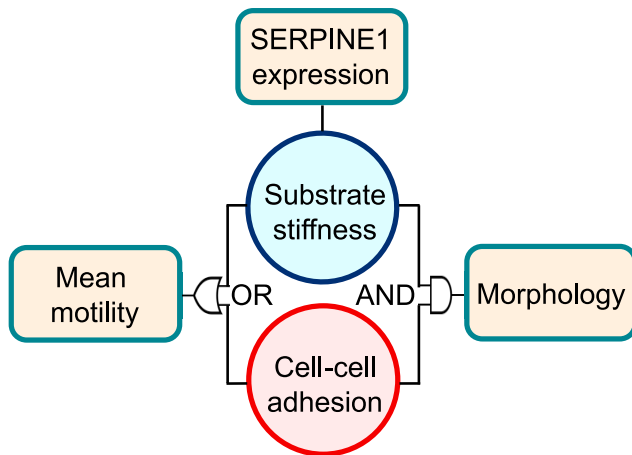 SERPINE1
expression
Substrate
stiffness
Mean
motility
OR
AND
Morphology
Cell-cell
adhesion